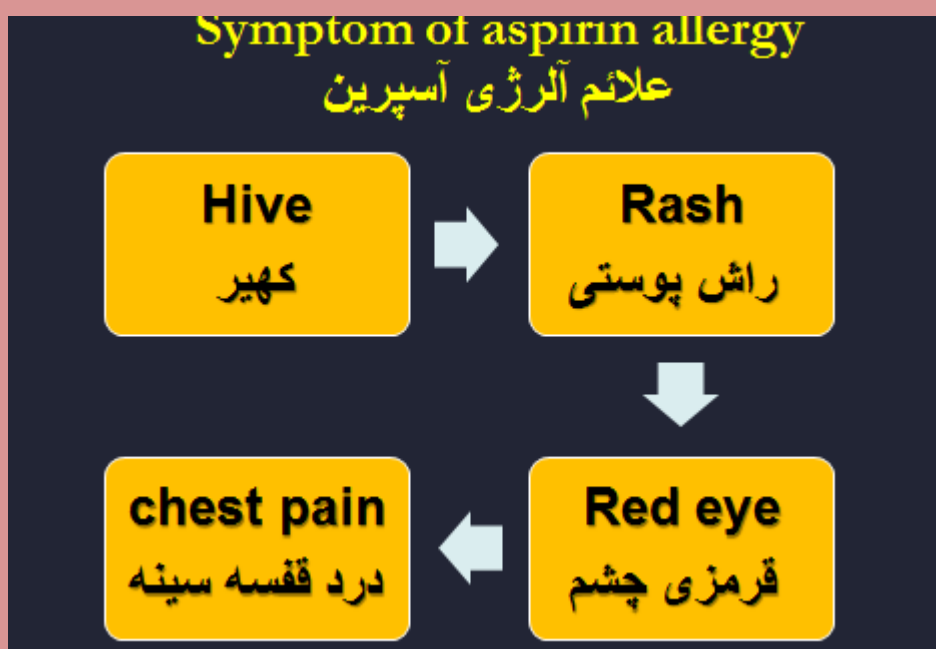 Symptom of aspirin allergy
علائم آلرژی آسپرین
Hive
کهیر
Rash
راش پوستی
Red eye
قرمزی چشم
chest pain
درد قفسه سینه